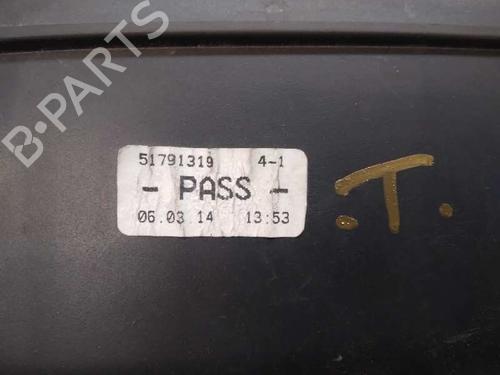 B-PARTS
51791319 4-1
- PASS -
06.03 14 13:53
.T.